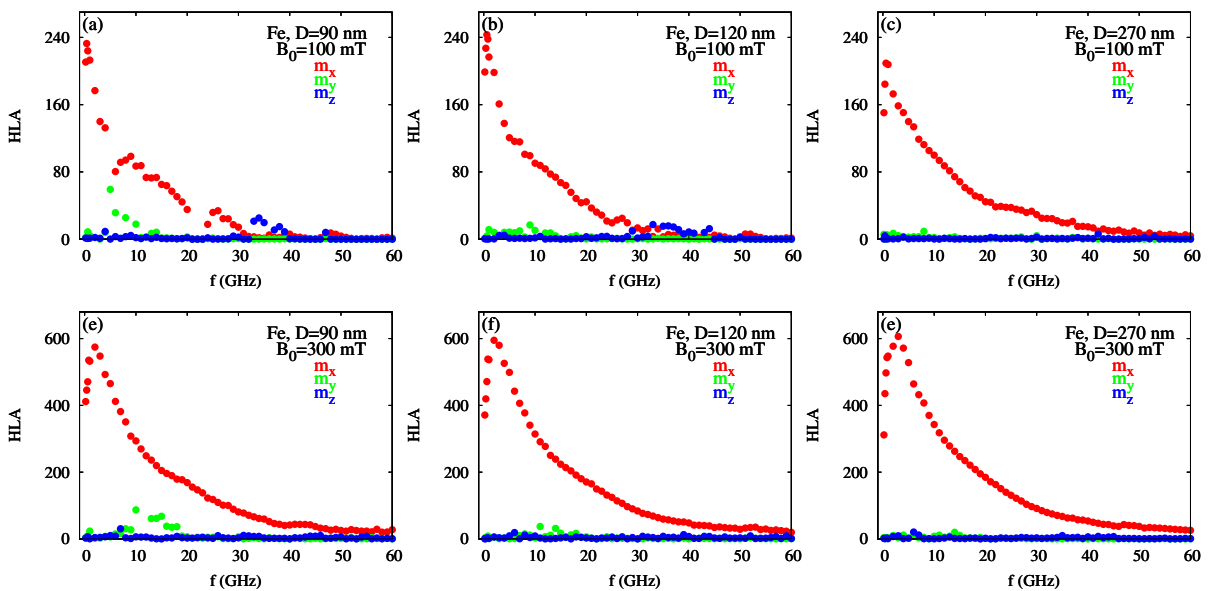 (a)
Fe, D=90 nm
B0=100 mT
mx
my
mz
HLA
240
160
80
0
0 10 20 30 40 50 60
f (GHz)
(b)
Fe, D=120 nm
B0=100 mT
mx
my
mz
HLA
240
160
80
0
0 10 20 30 40 50 60
f (GHz)
(c)
Fe, D=270 nm
B0=100 mT
mx
my
mz
HLA
240
160
80
0
0 10 20 30 40 50 60
f (GHz)
(e)
Fe, D=90 nm
B0=300 mT
mx
my
mz
HLA
600
400
200
0
0 10 20 30 40 50 60
f (GHz)
(f)
Fe, D=120 nm
B0=300 mT
mx
my
mz
HLA
600
400
200
0
0 10 20 30 40 50 60
f (GHz)
(e)
Fe, D=270 nm
B0=300 mT
mx
my
mz
HLA
600
400
200
0
0 10 20 30 40 50 60
f (GHz)